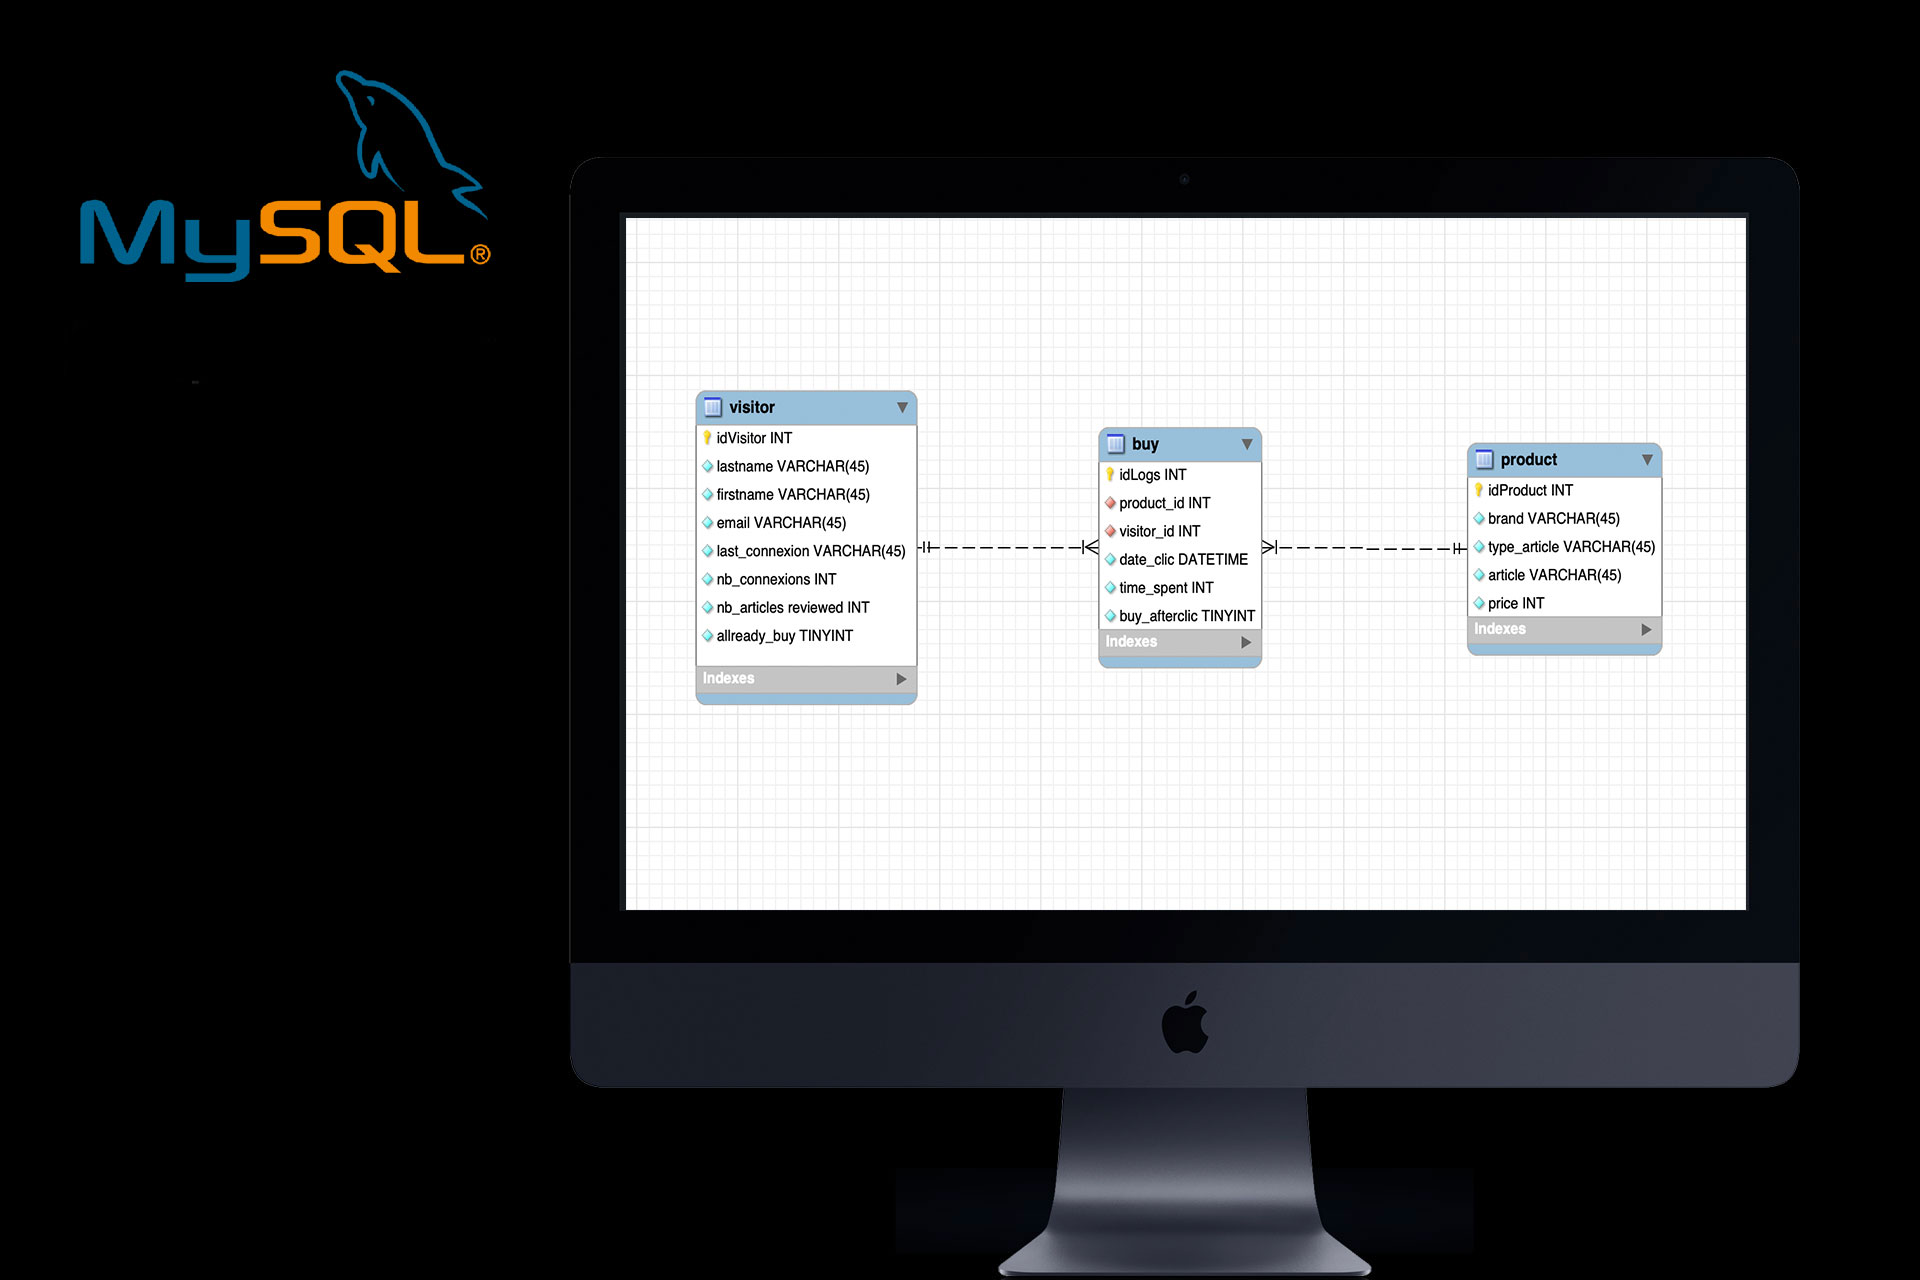 MySQL®
visitor
idVisitor INT
lastname VARCHAR(45)
firstname VARCHAR(45)
email VARCHAR(45)
last_connexion VARCHAR(45)
nb_connexions INT
nb_articles reviewed INT
allready_buy TINYINT
Indexes
buy
idLogs INT
product_id INT
visitor_id INT
date_clic DATETIME
time_spent INT
buy_afterclic TINYINT
Indexes
product
idProduct INT
brand VARCHAR(45)
type_article VARCHAR(45)
article VARCHAR(45)
price INT
Indexes